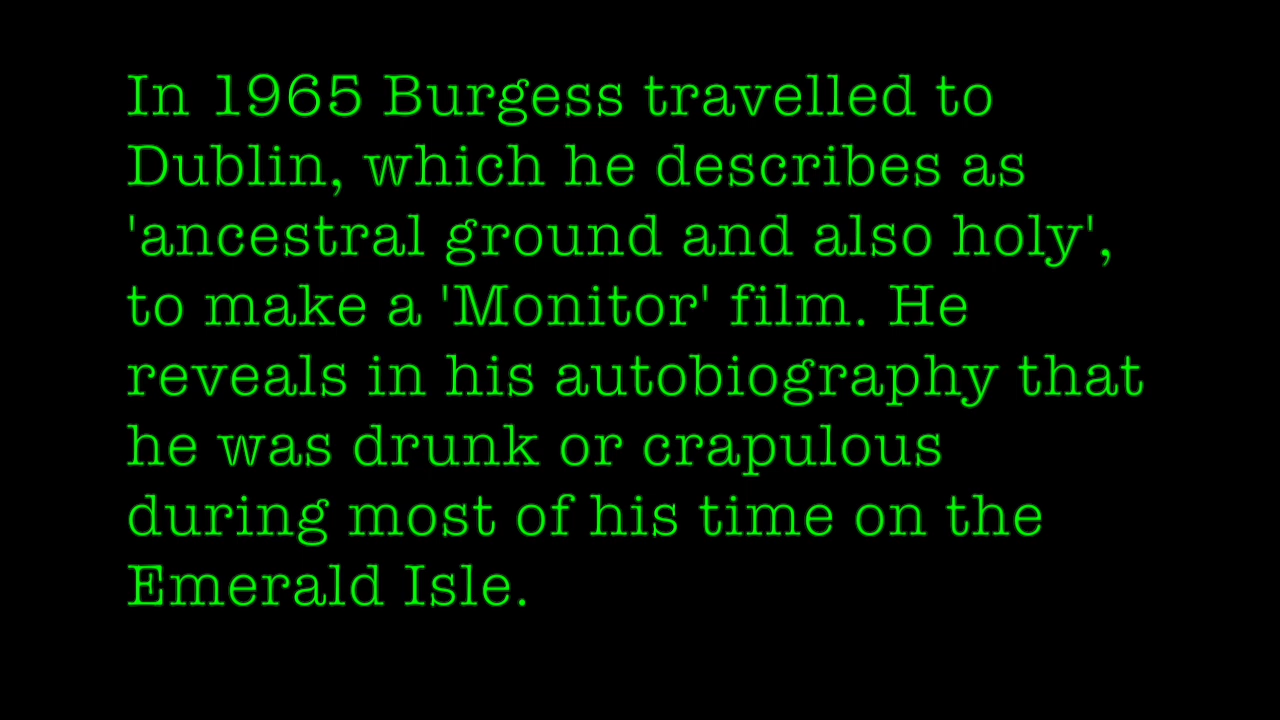 In 1965 Burgess travelled to
Dublin, which he describes as
'ancestral ground and also holy',
to make a 'Monitor' film. He
reveals in his autobiography that
he was drunk or crapulous
during most of his time on the
Emerald Isle.